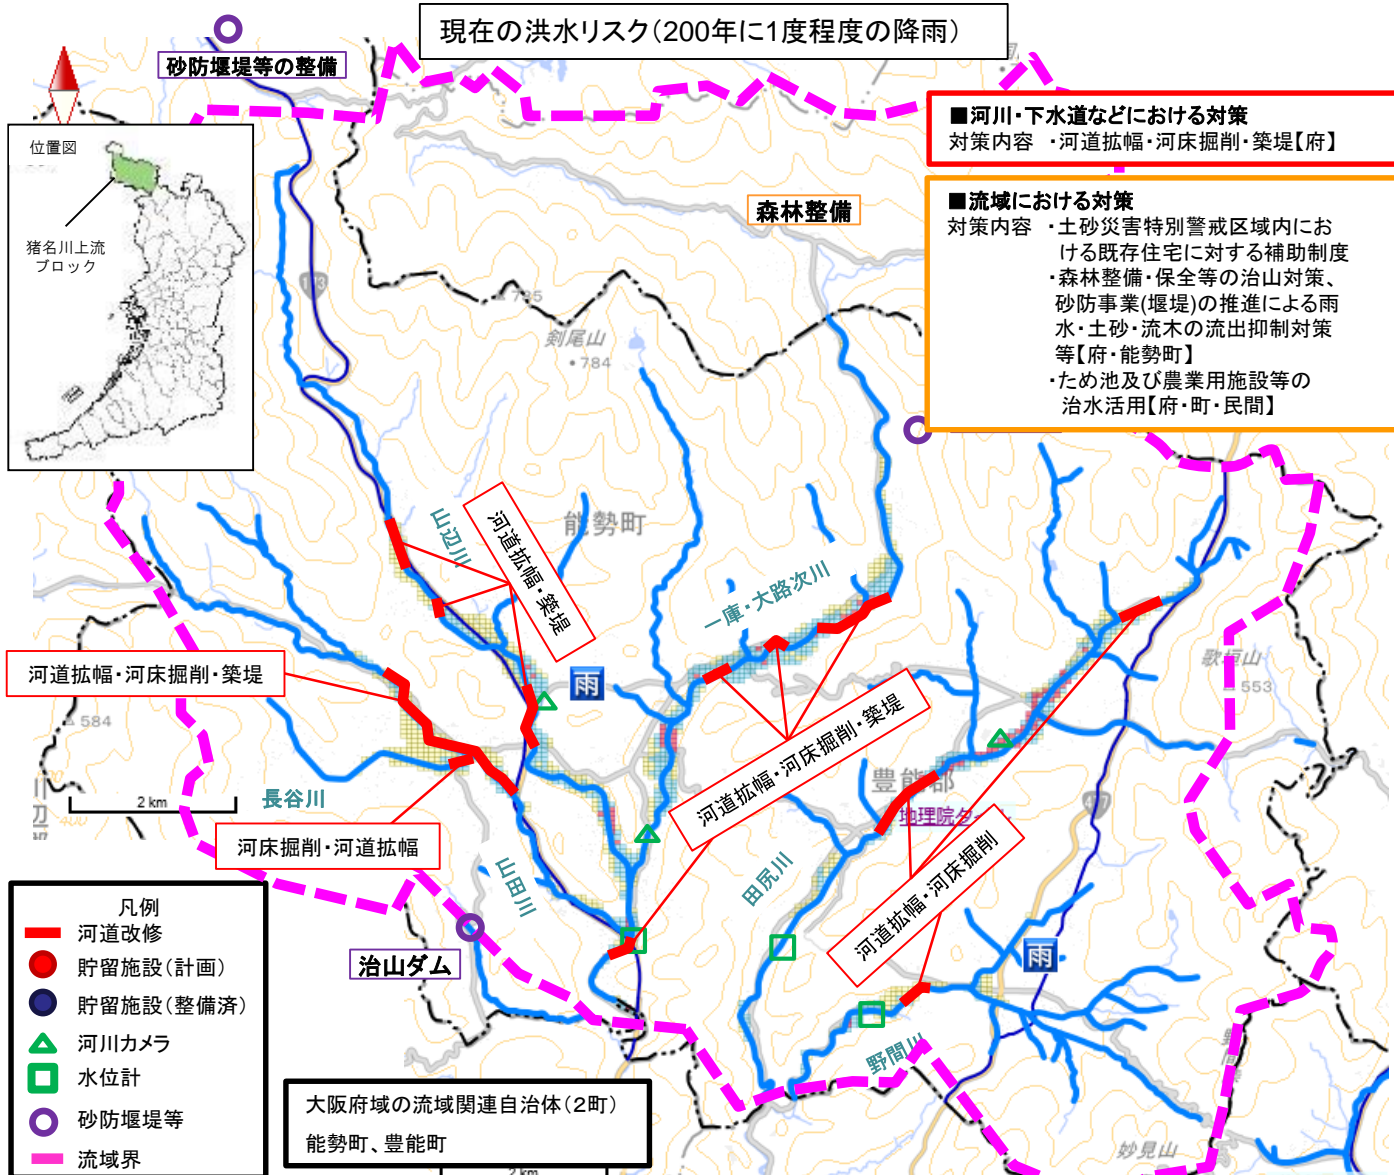 現在の洪水リスク(200年に1度程度の降雨)
砂防堰堤等の整備
■河川・下水道などにおける対策
対策内容 ・河道拡幅・河床掘削・築堤【府】
位置図
猪名川上流
ブロック
森林整備
■流域における対策
対策内容 ・土砂災害特別警戒区域内にお
ける既存住宅に対する補助制度
・森林整備・保全等の治山対策、
砂防事業(堰堤)の推進による雨
水・土砂・流木の流出抑制対策
等【府・能勢町】
・ため池及び農業用施設等の
治水活用【府・町・民間】
173
785
剣尾山
・784
山辺川
河道拡幅・築堤
能勢町
一庫・大路次川
河道拡幅・河床掘削・築堤
雨
歌垣山
553
584
河道拡幅・河床掘削・築堤
2 km
長谷川
豊能郡
477
河床掘削・河道拡幅
山田川
田尻川
河道拡幅・河床掘削
雨
治山ダム
野間川
妙見山
凡例
河道改修
貯留施設(計画)
貯留施設(整備済)
河川カメラ
水位計
砂防堰堤等
流域界
大阪府域の流域関連自治体(2町)
能勢町、豊能町
2 km